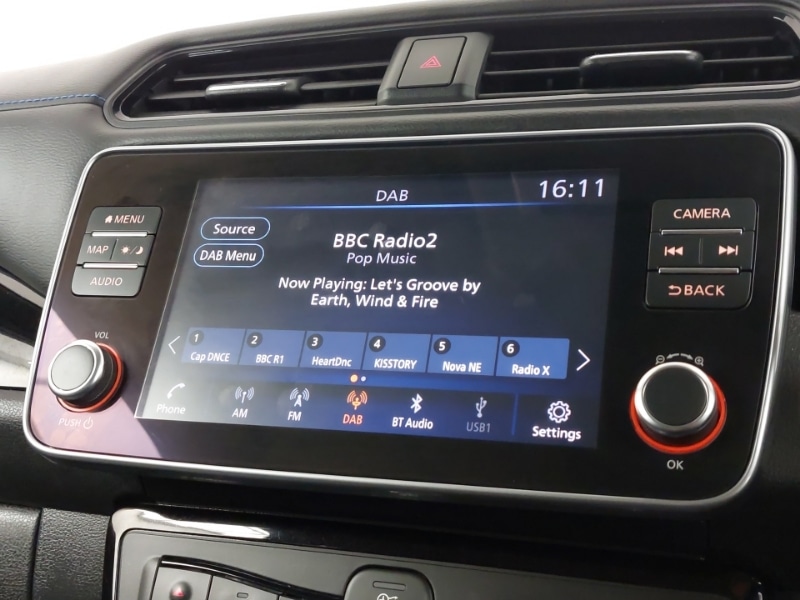 DAB
16:11
MENU
MAP
AUDIO
VOL
PUSH
Source
DAB Menu
BBC Radio2
Pop Music
Now Playing: Let's Groove by
Earth, Wind & Fire
1 Cap DNCE
2 BBC R1
3 HeartDnc
4 KISSTORY
5 Nova NE
6 Radio X
Phone
AM
FM
DAB
BT Audio
USB1
Settings
CAMERA
BACK
OK